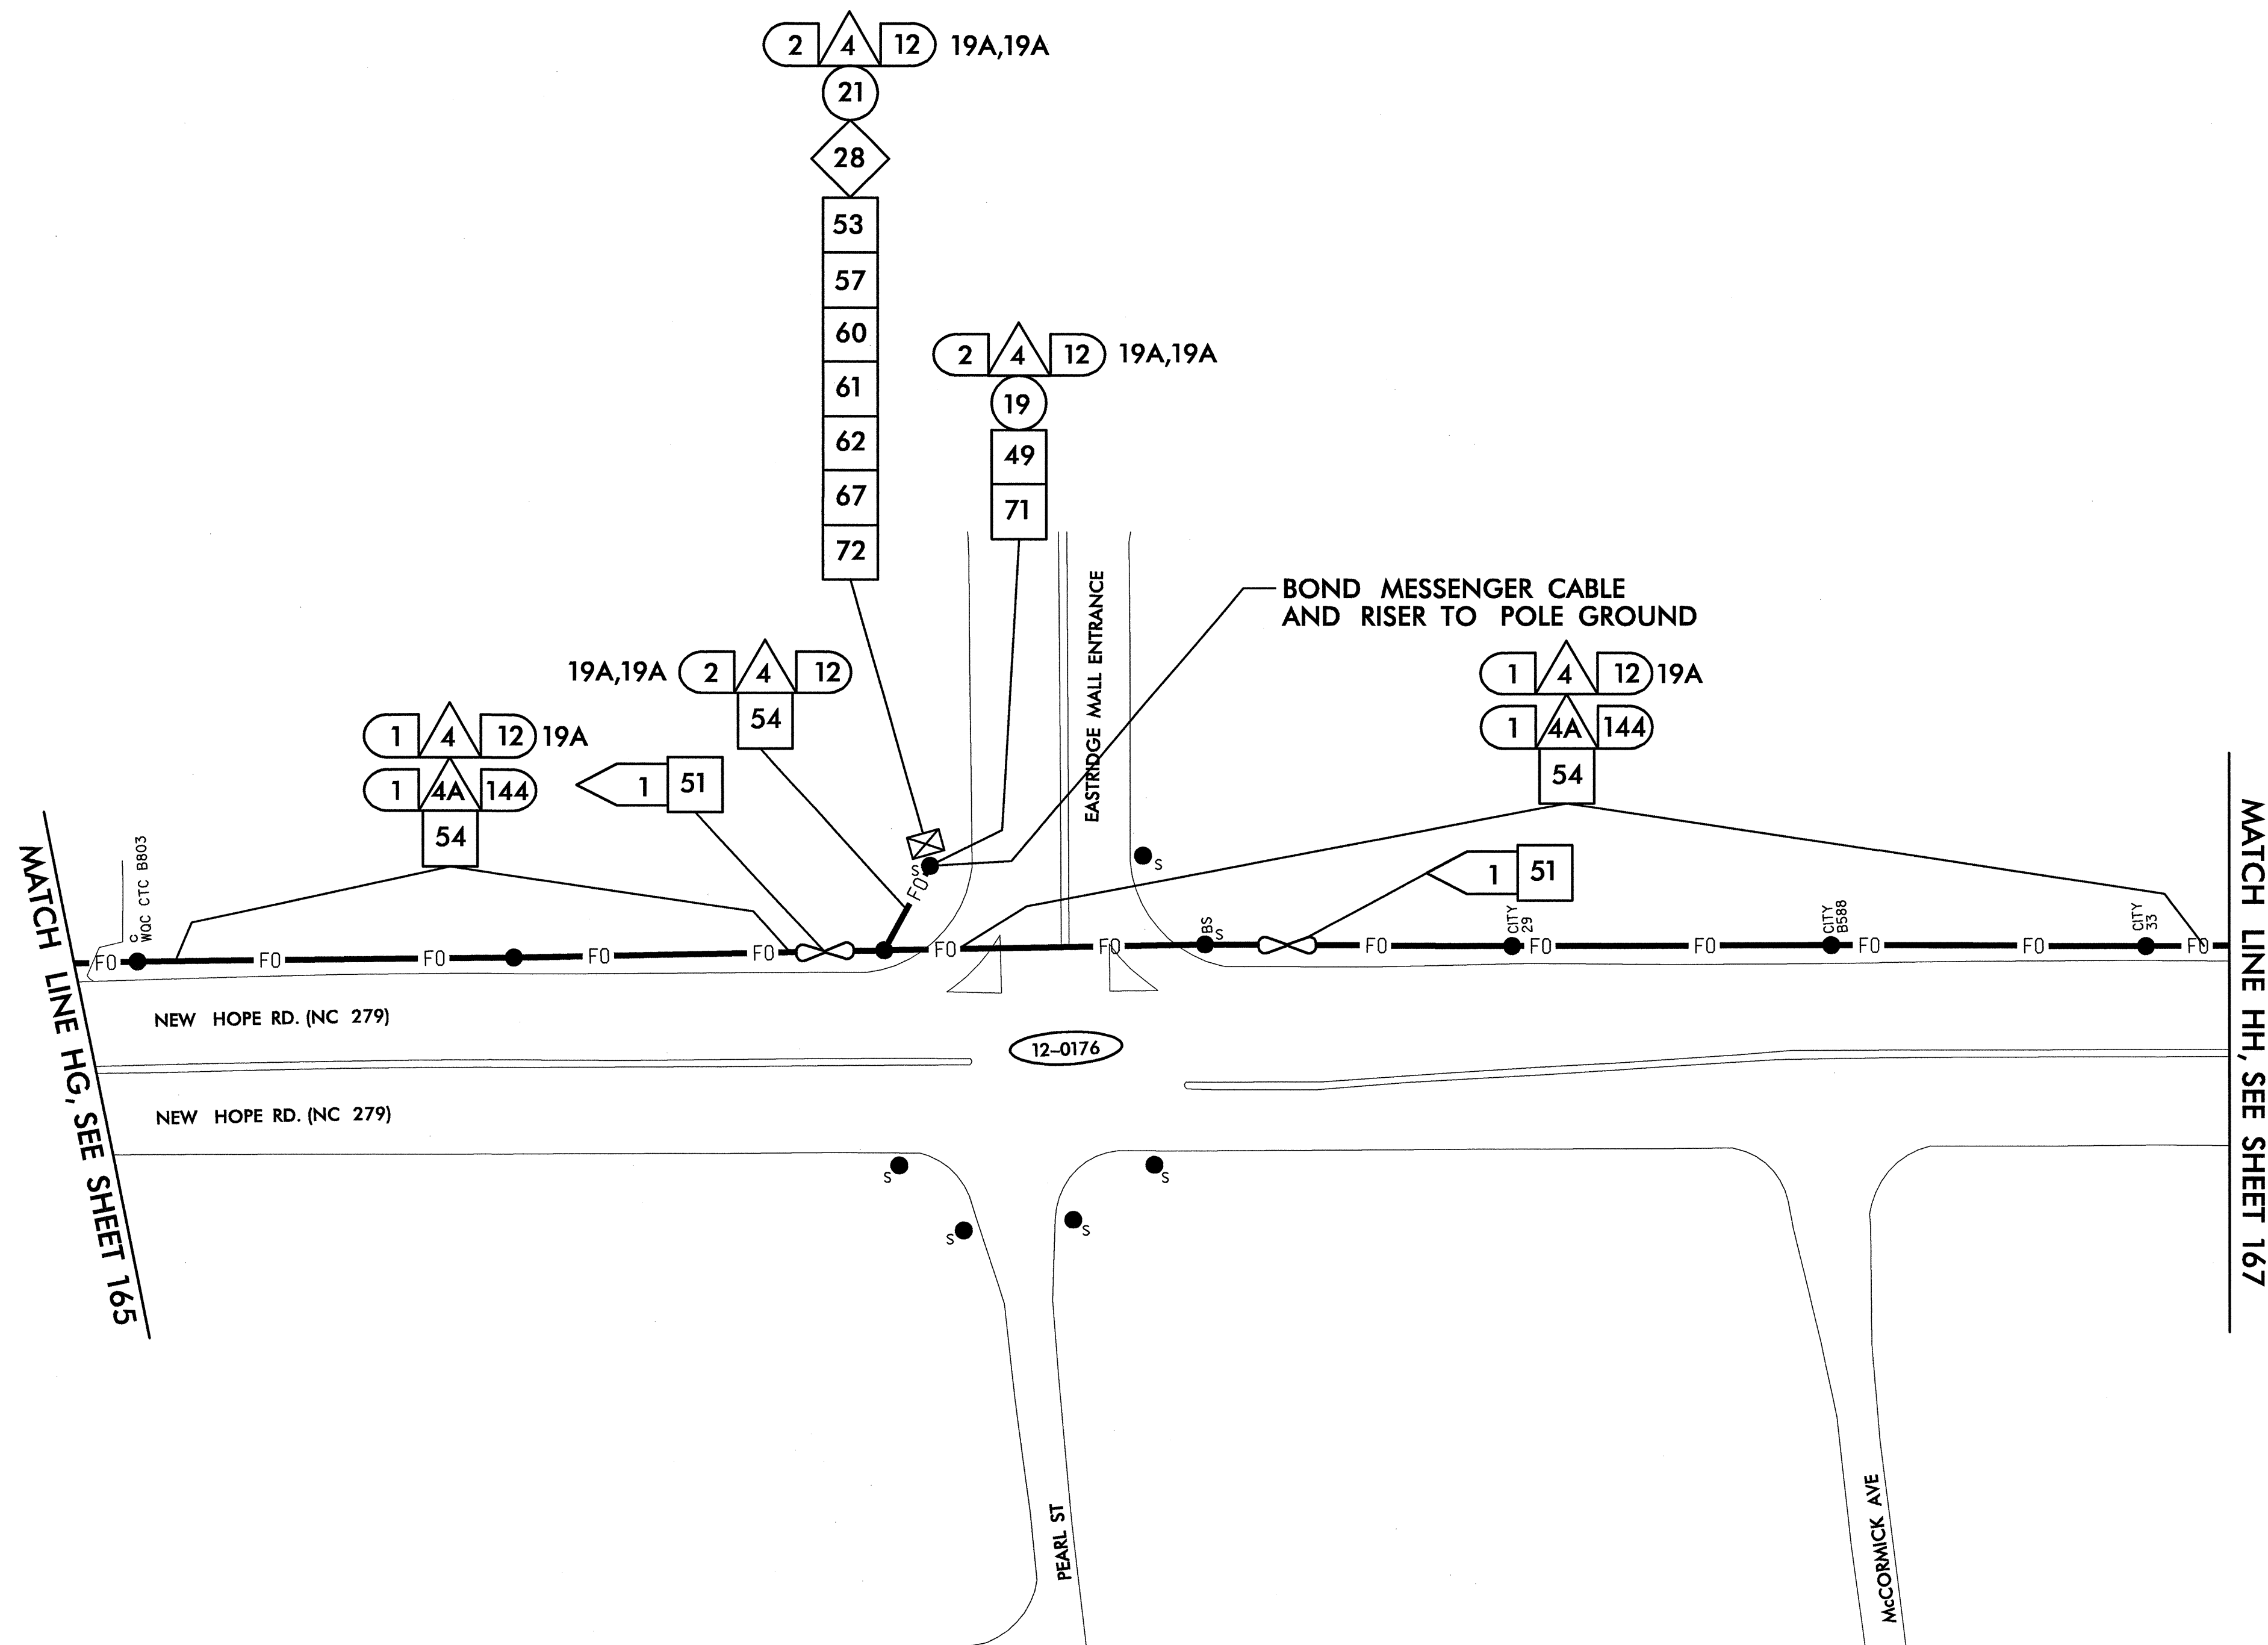 2 4 12 19A,19A
21
28
53
57
60
61
62
67
72
2 4 12 19A,19A
19
49
71
BOND MESSENGER CABLE
AND RISER TO POLE GROUND
EASTRIDGE MALL ENTRANCE
19A,19A 2 4 12
54
1 4 12 19A
1 4A 144
54
1 51
1 4 12 19A
1 4A 144
54
1 51
C
WQC CTC B803
S
S
BS
S
CITY
29
CITY
B588
CITY
33
FO
FO FO FO FO FO FO FO FO FO FO FO FO FO
NEW HOPE RD. (NC 279)
12-0176
NEW HOPE RD. (NC 279)
S
S
S
S
PEARL ST
McCORMICK AVE
MATCH LINE HG, SEE SHEET 165
MATCH LINE HH, SEE SHEET 167